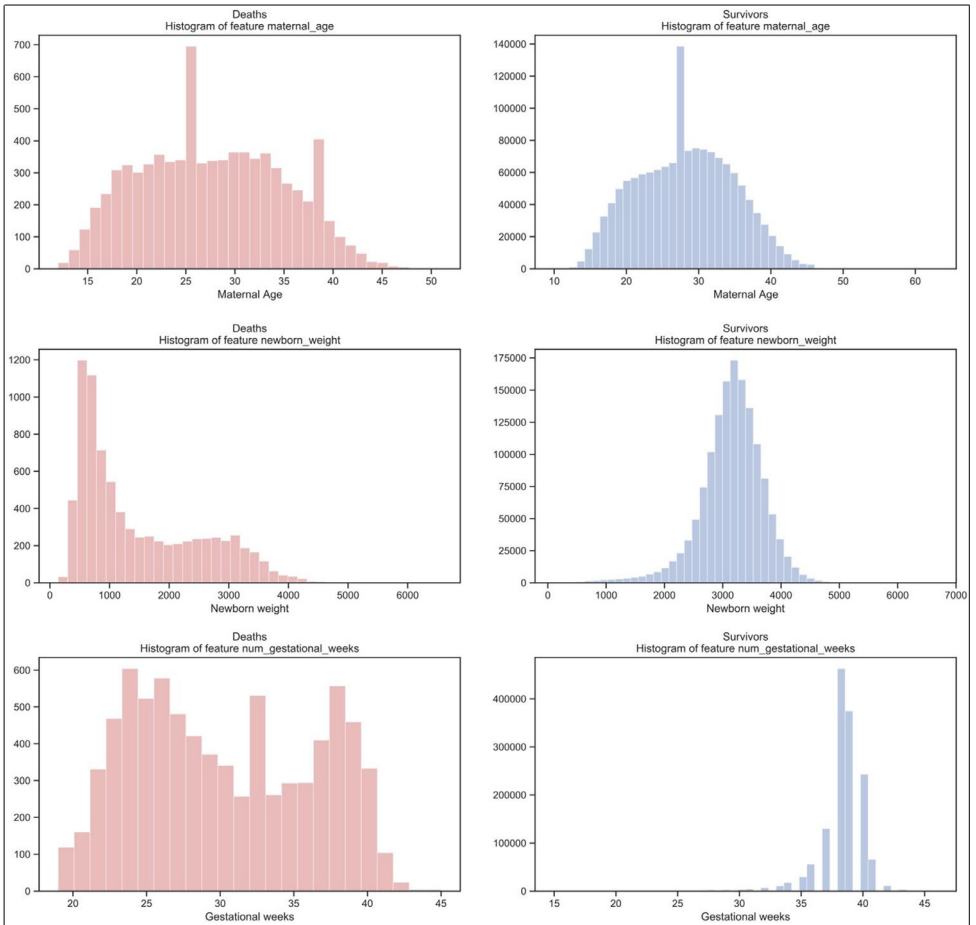 Deaths
Histogram of feature maternal_age
700
600
500
400
300
200
100
0
15 20 25 30 35 40 45 50
Maternal Age
Survivors
Histogram of feature maternal_age
140000
120000
100000
80000
60000
40000
20000
0
10 20 30 40 50 60
Maternal Age
Deaths
Histogram of feature newborn_weight
1200
1000
800
600
400
200
0
0 1000 2000 3000 4000 5000 6000
Newborn weight
Survivors
Histogram of feature newborn_weight
175000
150000
125000
100000
75000
50000
25000
0
0 1000 2000 3000 4000 5000 6000 7000
Newborn weight
Deaths
Histogram of feature num_gestational_weeks
600
500
400
300
200
100
0
20 25 30 35 40 45
Gestational weeks
Survivors
Histogram of feature num_gestational_weeks
400000
300000
200000
100000
0
15 20 25 30 35 40 45
Gestational weeks